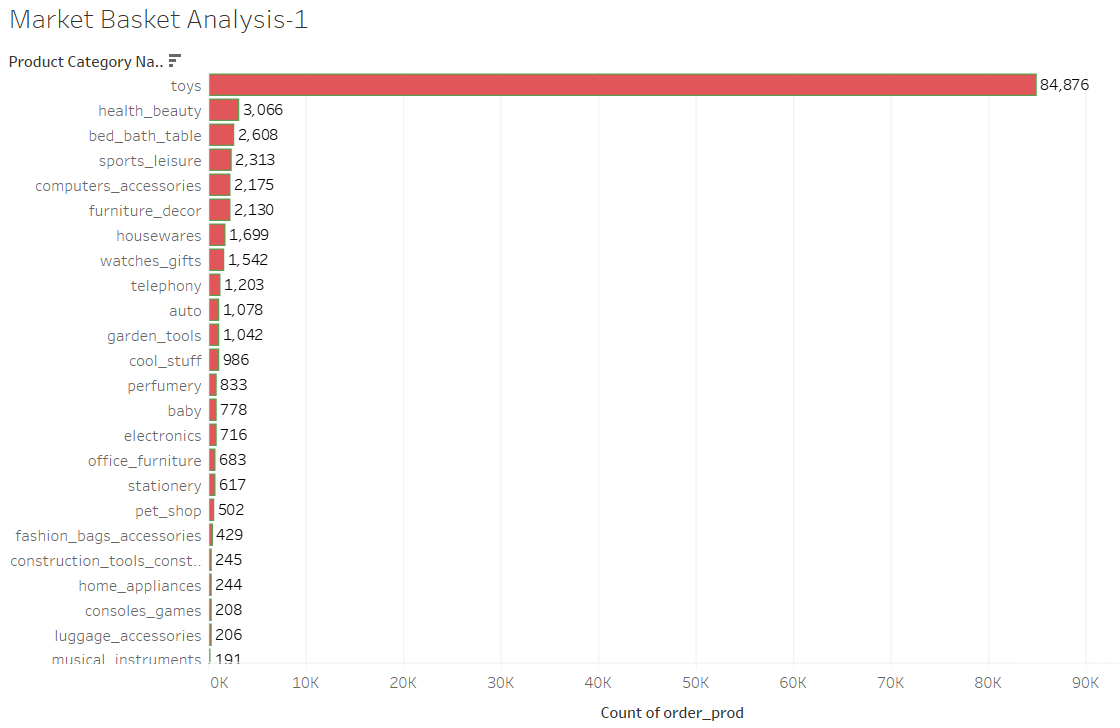 Market Basket Analysis-1
Product Category Na..
toys 84,876
health_beauty 3,066
bed_bath_table 2,608
sports_leisure 2,313
computers_accessories 2,175
furniture_decor 2,130
housewares 1,699
watches_gifts 1,542
telephony 1,203
auto 1,078
garden_tools 1,042
cool_stuff 986
perfumery 833
baby 778
electronics 716
office_furniture 683
stationery 617
pet_shop 502
fashion_bags_accessories 429
construction_tools_const.. 245
home_appliances 244
consoles_games 208
luggage_accessories 206
musical_instruments 191
0K 10K 20K 30K 40K 50K 60K 70K 80K 90K
Count of order_prod